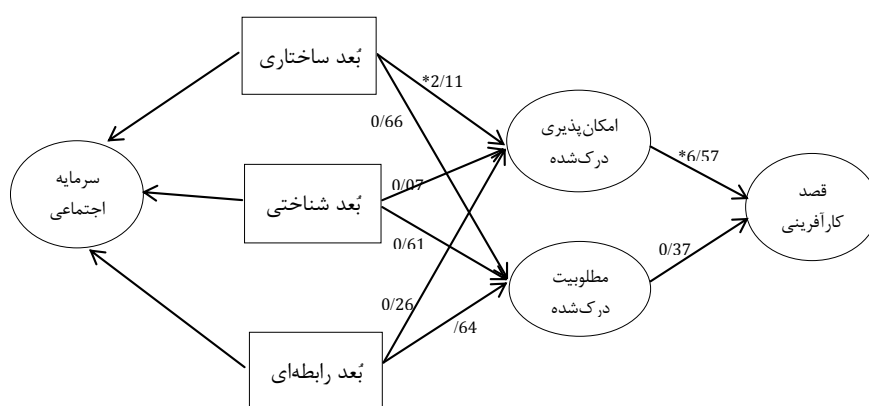 بُعد ساختاری
*2/11
0/66
امکان‌پذیری
درک‌شده
*6/57
سرمایه
اجتماعی
بُعد شناختی
0/07
0/61
قصد
کارآفرینی
0/37
مطلوبیت
درک‌شده
0/26
/64
بُعد رابطه‌ای